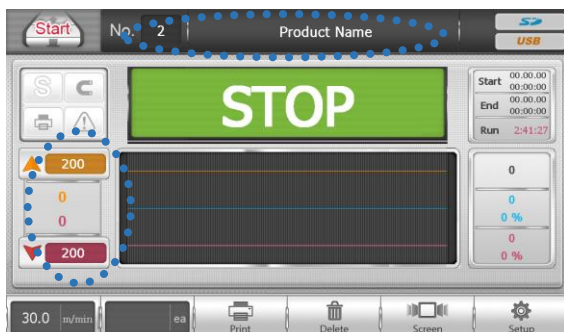 Start
No. 2 Product Name
SD
USB
S
STOP
Start 00.00.00
00:00:00
End 00.00.00
00:00:00
Run 2:41:27
200
0
0
200
0
0
0 %
0
0 %
30.0 m/min
ea
Print
Delete
Screen
Setup